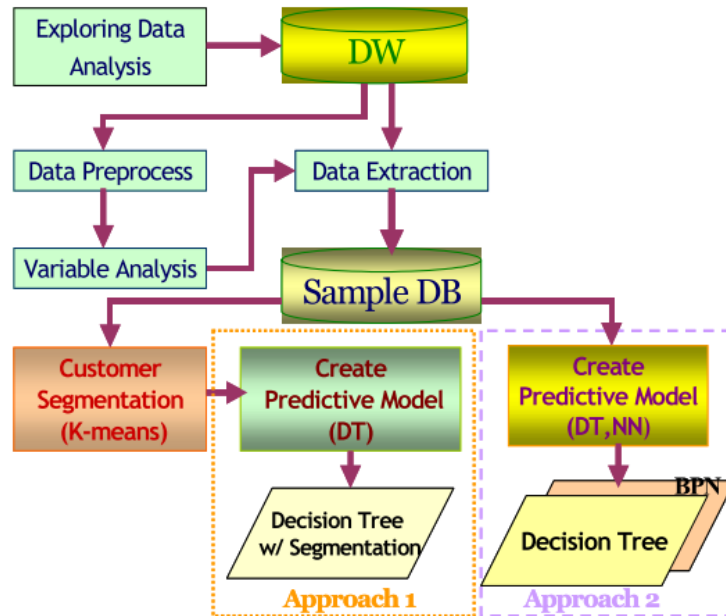 Exploring Data
Analysis
DW
Data Preprocess
Data Extraction
Variable Analysis
Sample DB
Customer
Segmentation
(K-means)
Create
Predictive Model
(DT)
Create
Predictive Model
(DT,NN)
BPN
Decision Tree
w/ Segmentation
Decision Tree
Approach 1
Approach 2